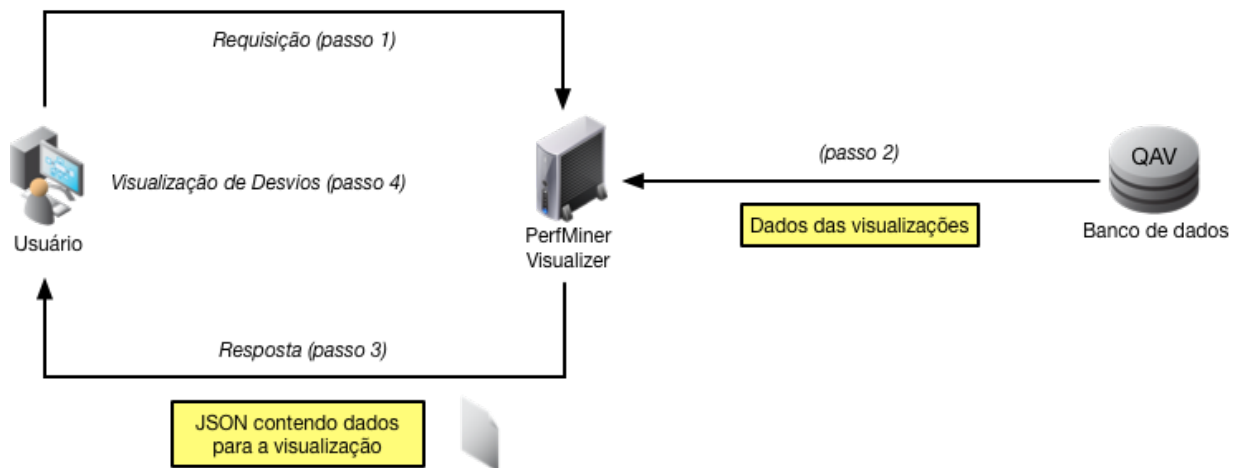 Requisição (passo 1)
Visualização de Desvios (passo 4)
Usuário
PerfMiner
Visualizer
(passo 2)
Dados das visualizações
QAV
Banco de dados
Resposta (passo 3)
JSON contendo dados
para a visualização